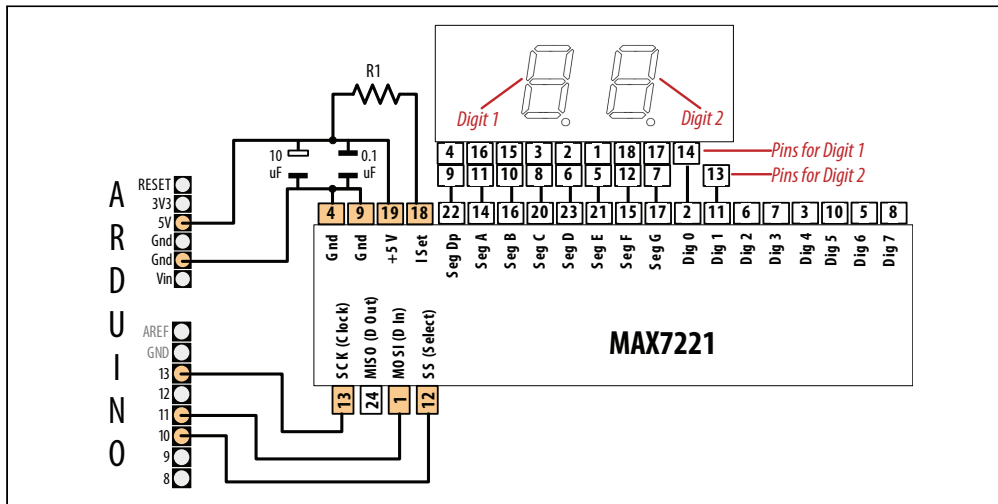 R1
Digit 1
Digit 2
4 16 15 3 2 1 18 17 14
Pins for Digit 1
9 11 10 8 6 5 12 7 13
Pins for Digit 2
10 uF
0.1 uF
ARDUINO
RESET
3V3
5V
Gnd
Gnd
Vin
4 9 19 18 22 14 16 20 23 21 15 17 2 11 6 7 3 10 5 8
Gnd
Gnd
+5 V
I Set
Seg Dp
Seg A
Seg B
Seg C
Seg D
Seg E
Seg F
Seg G
Dig 0
Dig 1
Dig 2
Dig 3
Dig 4
Dig 5
Dig 6
Dig 7
AREF
GND
13
12
11
10
9
8
SCK (Clock)
MISO (D Out)
MOSI (D In)
SS (Select)
MAX7221
13 24 1 12